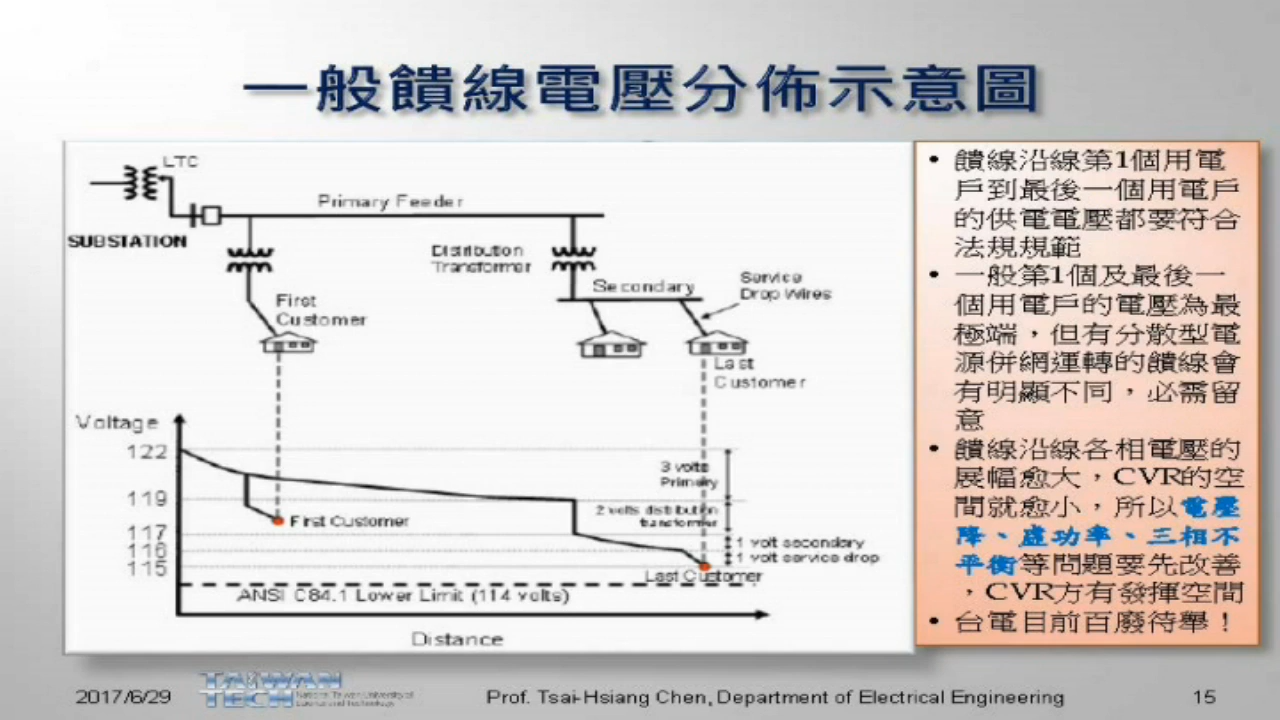 一般饋線電壓分佈示意圖
LTC
Primary Feeder
SUBSTATION
Distribution
Transformer
Secondary
Service
Drop Wires
First
Customer
Last
Customer
Voltage
122
119
117
116
115
3 volts
Primary
2 volts distribution
transformer
1 volt secondary
1 volt service drop
First Customer
Last Customer
ANSI C84.1 Lower Limit (114 volts)
Distance
• 饋線沿線第1個用電
戶到最後一個用電戶
的供電電壓都要符合
法規規範
• 一般第1個及最後一
個用電戶的電壓為最
極端，但有分散型電
源併網運轉的饋線會
有明顯不同，必需留
意
• 饋線沿線各相電壓的
展幅愈大，CVR的空
間就愈小，所以電壓
降、虛功率、三相不
平衡等問題要先改善
，CVR方有發揮空間
• 台電目前百廢待舉！
2017/6/29
TAIWAN
TECH
National Taiwan University of
Science and Technology
Prof. Tsai-Hsiang Chen, Department of Electrical Engineering
15